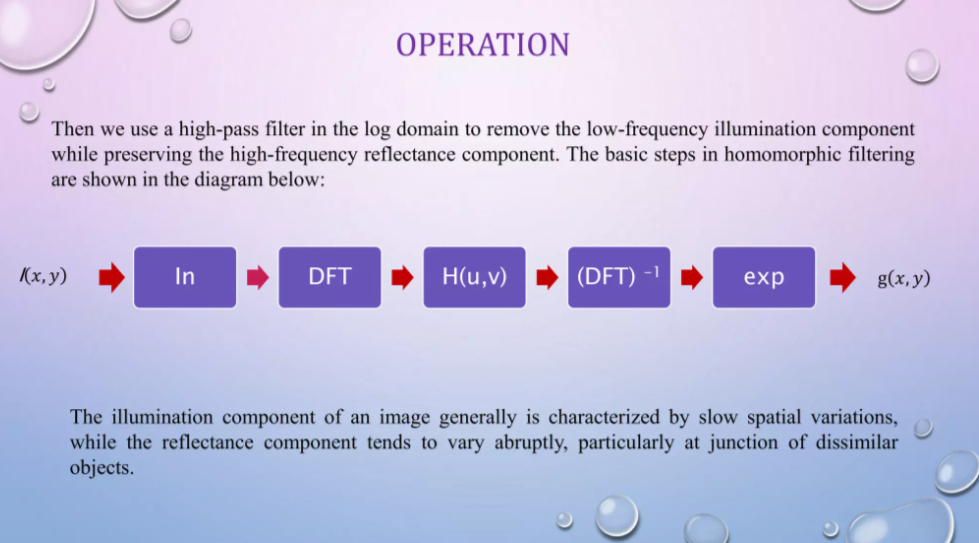 OPERATION
Then we use a high-pass filter in the log domain to remove the low-frequency illumination component
while preserving the high-frequency reflectance component. The basic steps in homomorphic filtering
are shown in the diagram below:
I(x, y) ln DFT H(u,v) (DFT) ⁻¹ exp g(x, y)
The illumination component of an image generally is characterized by slow spatial variations,
while the reflectance component tends to vary abruptly, particularly at junction of dissimilar
objects.